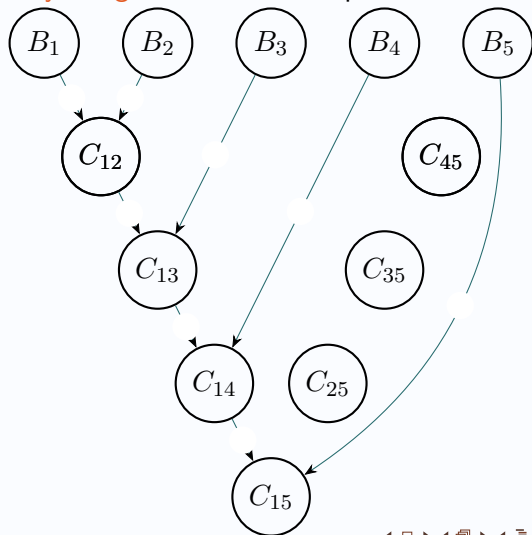 B₁ B₂ B₃ B₄ B₅
C₁₂ C₄₅
C₁₃ C₃₅
C₁₄ C₂₅
C₁₅